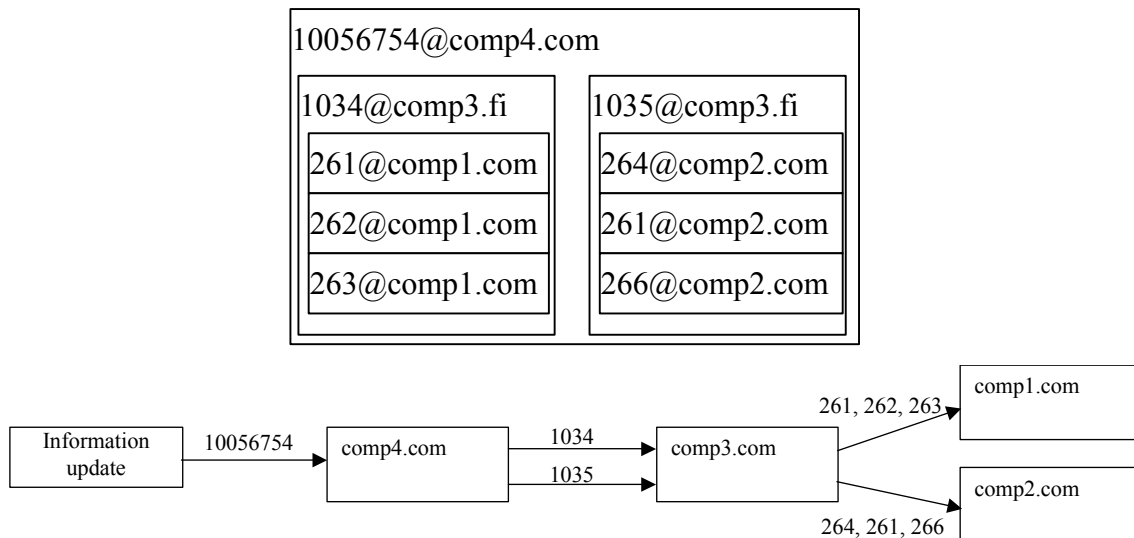 10056754@comp4.com
1034@comp3.fi
261@comp1.com
262@comp1.com
263@comp1.com
1035@comp3.fi
264@comp2.com
261@comp2.com
266@comp2.com
Information
update
10056754
comp4.com
1034
1035
comp3.com
261, 262, 263
comp1.com
comp2.com
264, 261, 266